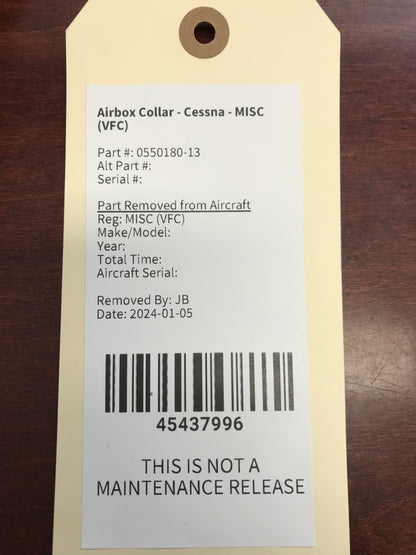 Airbox Collar - Cessna - MISC
(VFC)
Part #: 0550180-13
Alt Part #:
Serial #:
Part Removed from Aircraft
Reg: MISC (VFC)
Make/Model:
Year:
Total Time:
Aircraft Serial:
Removed By: JB
Date: 2024-01-05
45437996
THIS IS NOT A
MAINTENANCE RELEASE